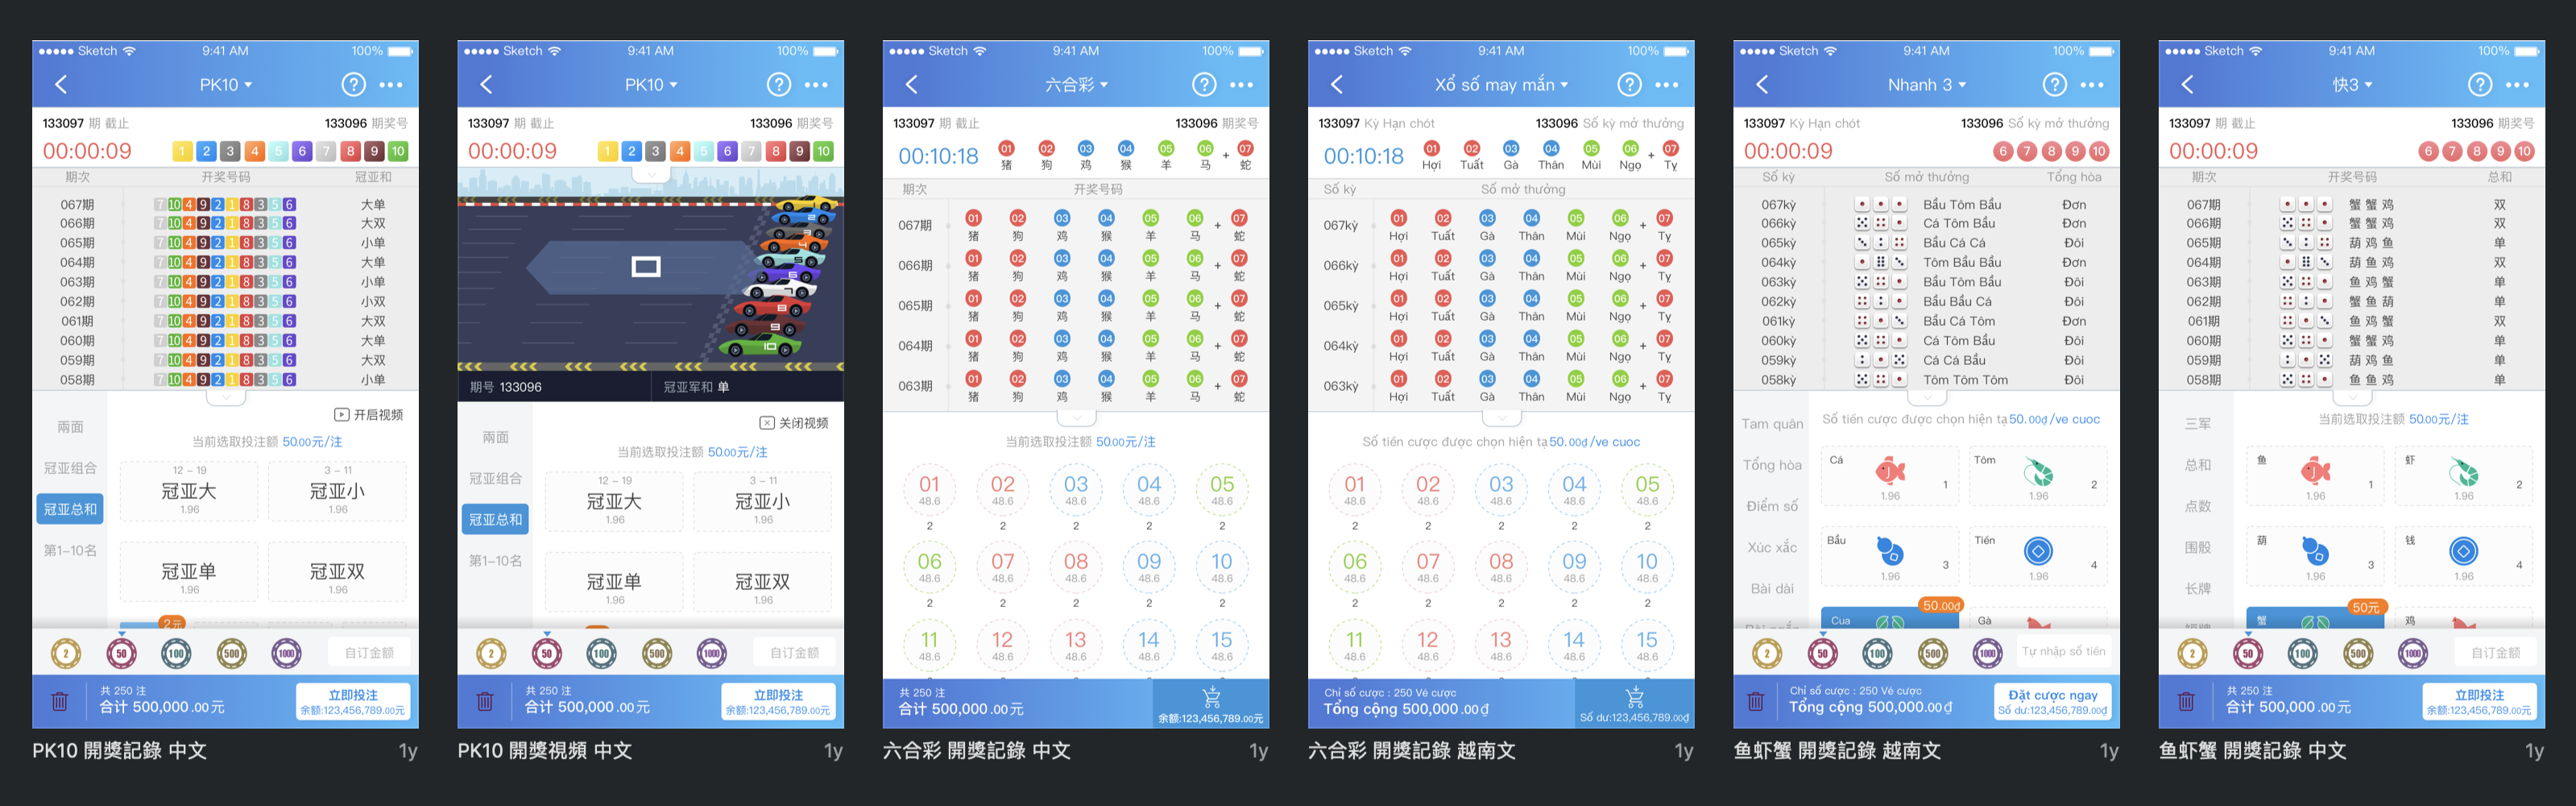 Sketch 9:41 AM 100%
PK10
133097 期 截止 133096 期奖号
00:00:09 1 2 3 4 5 6 7 8 9 10
期次 开奖号码 冠亚和
067期 7 10 4 9 2 1 8 3 5 6 大单
066期 7 10 4 9 2 1 8 3 5 6 大双
065期 7 10 4 9 2 1 8 3 5 6 小单
064期 7 10 4 9 2 1 8 3 5 6 大单
063期 7 10 4 9 2 1 8 3 5 6 小单
062期 7 10 4 9 2 1 8 3 5 6 小双
061期 7 10 4 9 2 1 8 3 5 6 大双
060期 7 10 4 9 2 1 8 3 5 6 大单
059期 7 10 4 9 2 1 8 3 5 6 大双
058期 7 10 4 9 2 1 8 3 5 6 小单
开启视频
当前选取投注额 50.00元/注
兩面
冠亚组合
冠亚总和
第1-10名
12 - 19
冠亚大
1.96
3 - 11
冠亚小
1.96
冠亚单
1.96
冠亚双
1.96
2元
2 50 100 500 1000 自订金额
共 250 注
合计 500,000.00元
立即投注
余额:123,456,789.00元
PK10 開獎記錄 中文 1y
Sketch 9:41 AM 100%
PK10
133097 期 截止 133096 期奖号
00:00:09 1 2 3 4 5 6 7 8 9 10
期号 133096 冠亚军和 单
关闭视频
当前选取投注额 50.00元/注
兩面
冠亚组合
冠亚总和
第1-10名
12 - 19
冠亚大
1.96
3 - 11
冠亚小
1.96
冠亚单
1.96
冠亚双
1.96
2 50 100 500 1000 自订金额
共 250 注
合计 500,000.00元
立即投注
余额:123,456,789.00元
PK10 開獎視頻 中文 1y
Sketch 9:41 AM 100%
六合彩
133097 期 截止 133096 期奖号
00:10:18 01 02 03 04 05 06 + 07
猪 狗 鸡 猴 羊 马 蛇
期次 开奖号码
067期 01 02 03 04 05 06 + 07
猪 狗 鸡 猴 羊 马 蛇
066期 01 02 03 04 05 06 + 07
猪 狗 鸡 猴 羊 马 蛇
065期 01 02 03 04 05 06 + 07
猪 狗 鸡 猴 羊 马 蛇
064期 01 02 03 04 05 06 + 07
猪 狗 鸡 猴 羊 马 蛇
063期 01 02 03 04 05 06 + 07
猪 狗 鸡 猴 羊 马 蛇
当前选取投注额 50.00元/注
01 02 03 04 05
48.6 48.6 48.6 48.6 48.6
2 2 2 2 2
06 07 08 09 10
48.6 48.6 48.6 48.6 48.6
2 2 2 2 2
11 12 13 14 15
48.6 48.6 48.6 48.6 48.6
共 250 注
合计 500,000.00元
余额:123,456,789.00元
六合彩 開獎記錄 中文 1y
Sketch 9:41 AM 100%
Xổ số may mắn
133097 Kỳ Hạn chót 133096 Số kỳ mở thưởng
00:10:18 01 02 03 04 05 06 + 07
Hợi Tuất Gà Thân Mùi Ngọ Tỵ
Số kỳ Số mở thưởng
067kỳ 01 02 03 04 05 06 + 07
Hợi Tuất Gà Thân Mùi Ngọ Tỵ
066kỳ 01 02 03 04 05 06 + 07
Hợi Tuất Gà Thân Mùi Ngọ Tỵ
065kỳ 01 02 03 04 05 06 + 07
Hợi Tuất Gà Thân Mùi Ngọ Tỵ
064kỳ 01 02 03 04 05 06 + 07
Hợi Tuất Gà Thân Mùi Ngọ Tỵ
063kỳ 01 02 03 04 05 06 + 07
Hợi Tuất Gà Thân Mùi Ngọ Tỵ
Số tiền cược được chọn hiện tạ50.00₫/ve cuoc
01 02 03 04 05
48.6 48.6 48.6 48.6 48.6
2 2 2 2 2
06 07 08 09 10
48.6 48.6 48.6 48.6 48.6
2 2 2 2 2
11 12 13 14 15
48.6 48.6 48.6 48.6 48.6
Chỉ số cược : 250 Vé cược
Tổng cộng 500,000.00₫
Số dư:123,456,789.00₫
六合彩 開獎記錄 越南文 1y
Sketch 9:41 AM 100%
Nhanh 3
133097 Kỳ Hạn chót 133096 Số kỳ mở thưởng
00:00:09 6 7 8 9 10
Số kỳ Số mở thưởng Tổng hòa
067kỳ Bầu Tôm Bầu Đơn
066kỳ Cá Tôm Bầu Đơn
065kỳ Bầu Cá Cá Đôi
064kỳ Tôm Bầu Bầu Đơn
063kỳ Bầu Tôm Bầu Đôi
062kỳ Bầu Bầu Cá Đôi
061kỳ Bầu Cá Tôm Đơn
060kỳ Cá Tôm Bầu Đôi
059kỳ Cá Cá Bầu Đôi
058kỳ Tôm Tôm Tôm Đôi
Số tiền cược được chọn hiện tạ50.00₫/ve cuoc
Tam quân
Tổng hòa
Điểm số
Xúc xắc
Bài dài
Cá 1.96 1
Tôm 1.96 2
Bầu 1.96 3
Tiền 1.96 4
Cua 50.00₫
Gà
2 50 100 500 1000 Tự nhập số tiền
Chỉ số cược : 250 Vé cược
Tổng cộng 500,000.00₫
Đặt cược ngay
Số dư:123,456,789.00₫
鱼虾蟹 開獎記錄 越南文 1y
Sketch 9:41 AM 100%
快3
133097 期 截止 133096 期奖号
00:00:09 6 7 8 9 10
期次 开奖号码 总和
067期 蟹 蟹 鸡 双
066期 蟹 蟹 鸡 双
065期 葫 鸡 鱼 单
064期 葫 鱼 鸡 双
063期 鱼 鸡 蟹 单
062期 蟹 鱼 葫 单
061期 鱼 鸡 蟹 双
060期 蟹 蟹 鸡 单
059期 葫 鸡 鱼 单
058期 鱼 鱼 鸡 单
当前选取投注额 50.00元/注
三军
总和
点数
围骰
长牌
鱼 1.96 1
虾 1.96 2
葫 1.96 3
钱 1.96 4
蟹 50元
鸡
2 50 100 500 1000 自订金额
共 250 注
合计 500,000.00元
立即投注
余额:123,456,789.00元
鱼虾蟹 開獎記錄 中文 1y